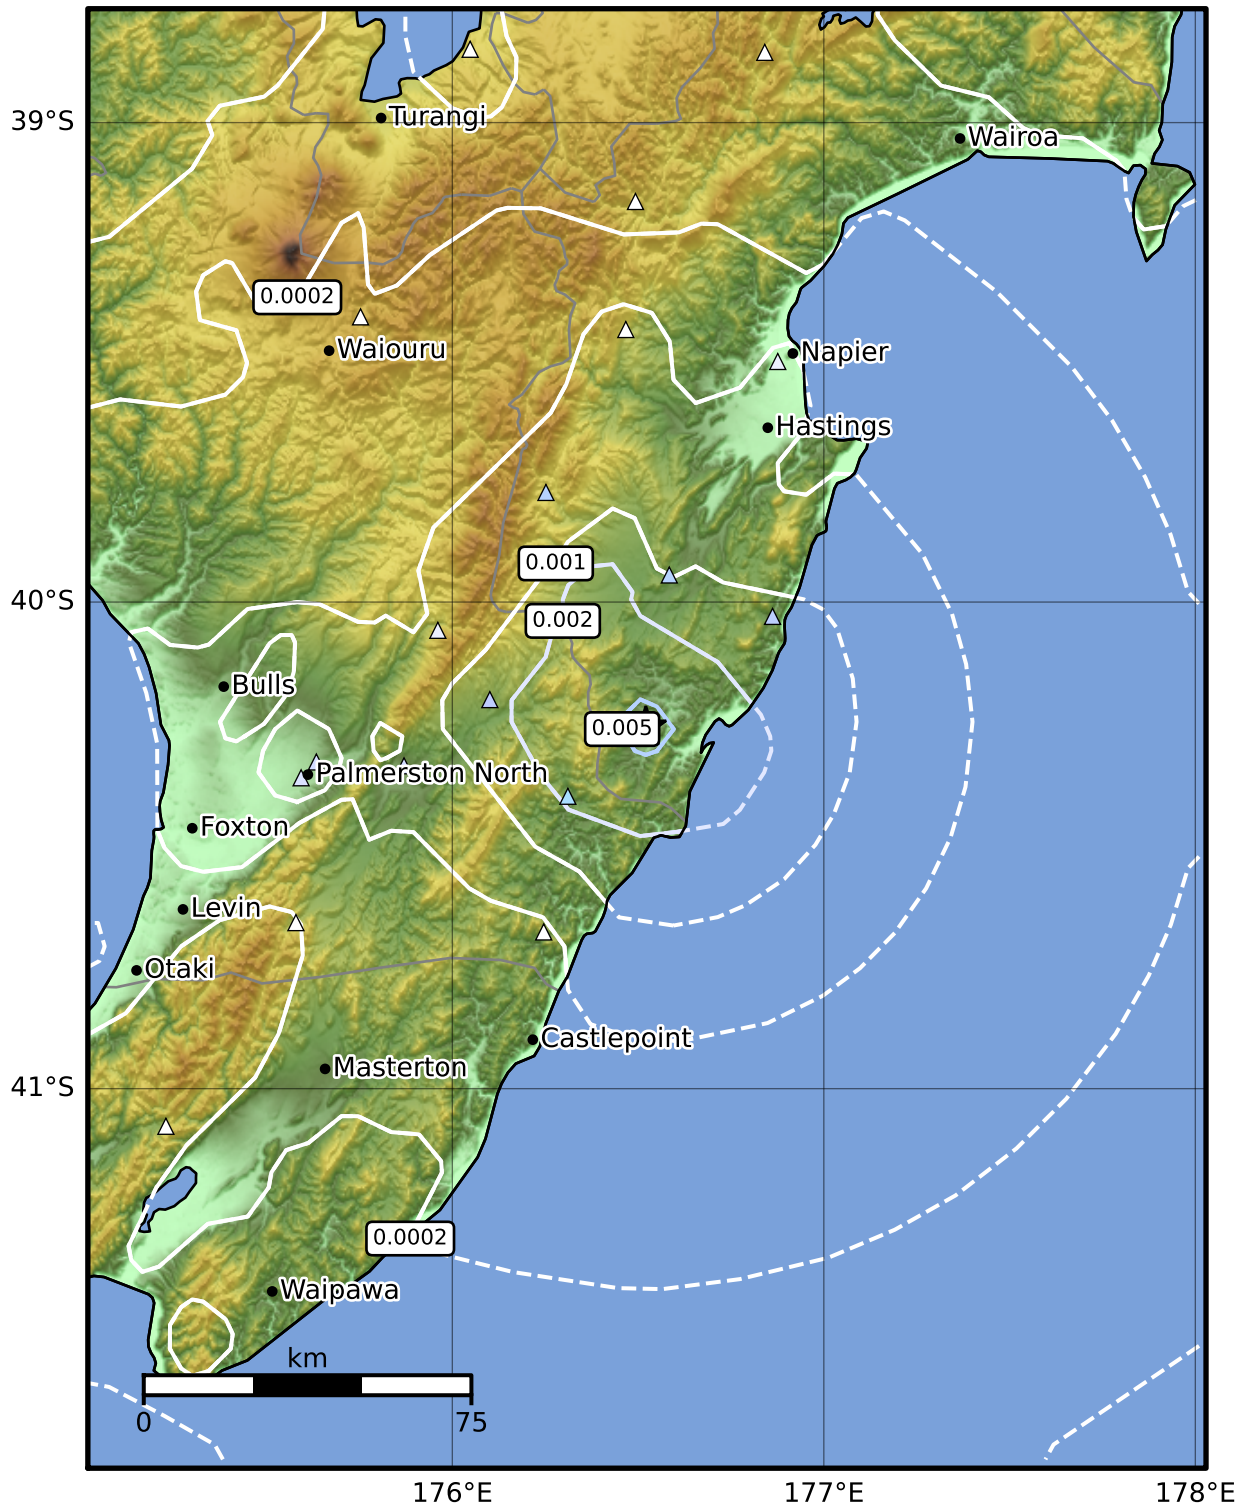 39°S
Turangi
Wairoa
0.0002
Waiouru
Napier
Hastings
0.001
40°S
0.002
Bulls
0.005
Palmerston North
Foxton
Levin
Otaki
Castlepoint
Masterton
41°S
0.0002
Waipawa
km
0
75
176°E
177°E
178°E